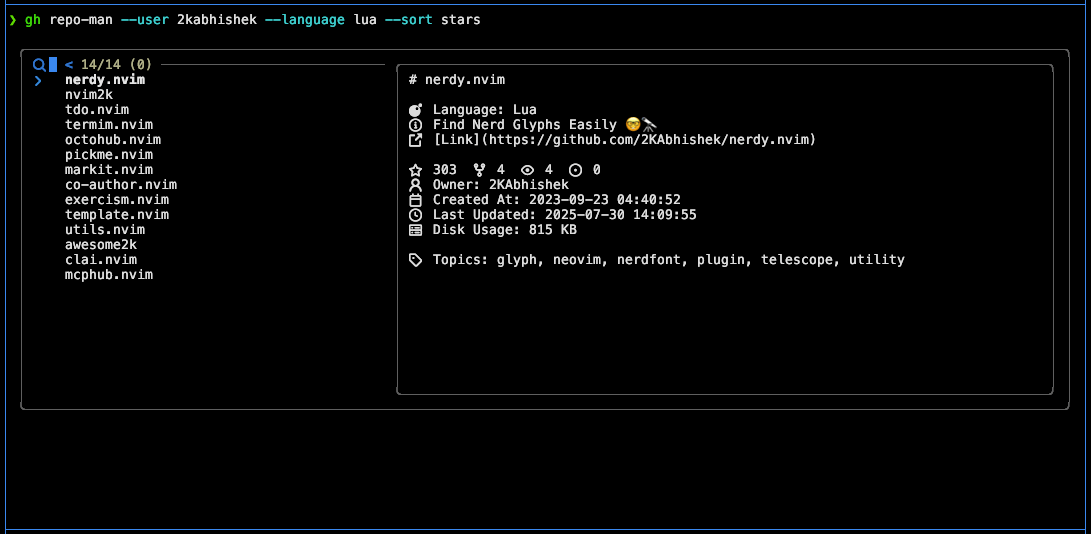 ❯ gh repo-man --user 2kabhishek --language lua --sort stars
< 14/14 (0)
nerdy.nvim
nvim2k
tdo.nvim
termim.nvim
octohub.nvim
pickme.nvim
markit.nvim
co-author.nvim
exercism.nvim
template.nvim
utils.nvim
awesome2k
clai.nvim
mcphub.nvim
# nerdy.nvim
Language: Lua
Find Nerd Glyphs Easily 🤓🔭
[Link](https://github.com/2KAbhishek/nerdy.nvim)
303 4 4 0
Owner: 2KAbhishek
Created At: 2023-09-23 04:40:52
Last Updated: 2025-07-30 14:09:55
Disk Usage: 815 KB
Topics: glyph, neovim, nerdfont, plugin, telescope, utility